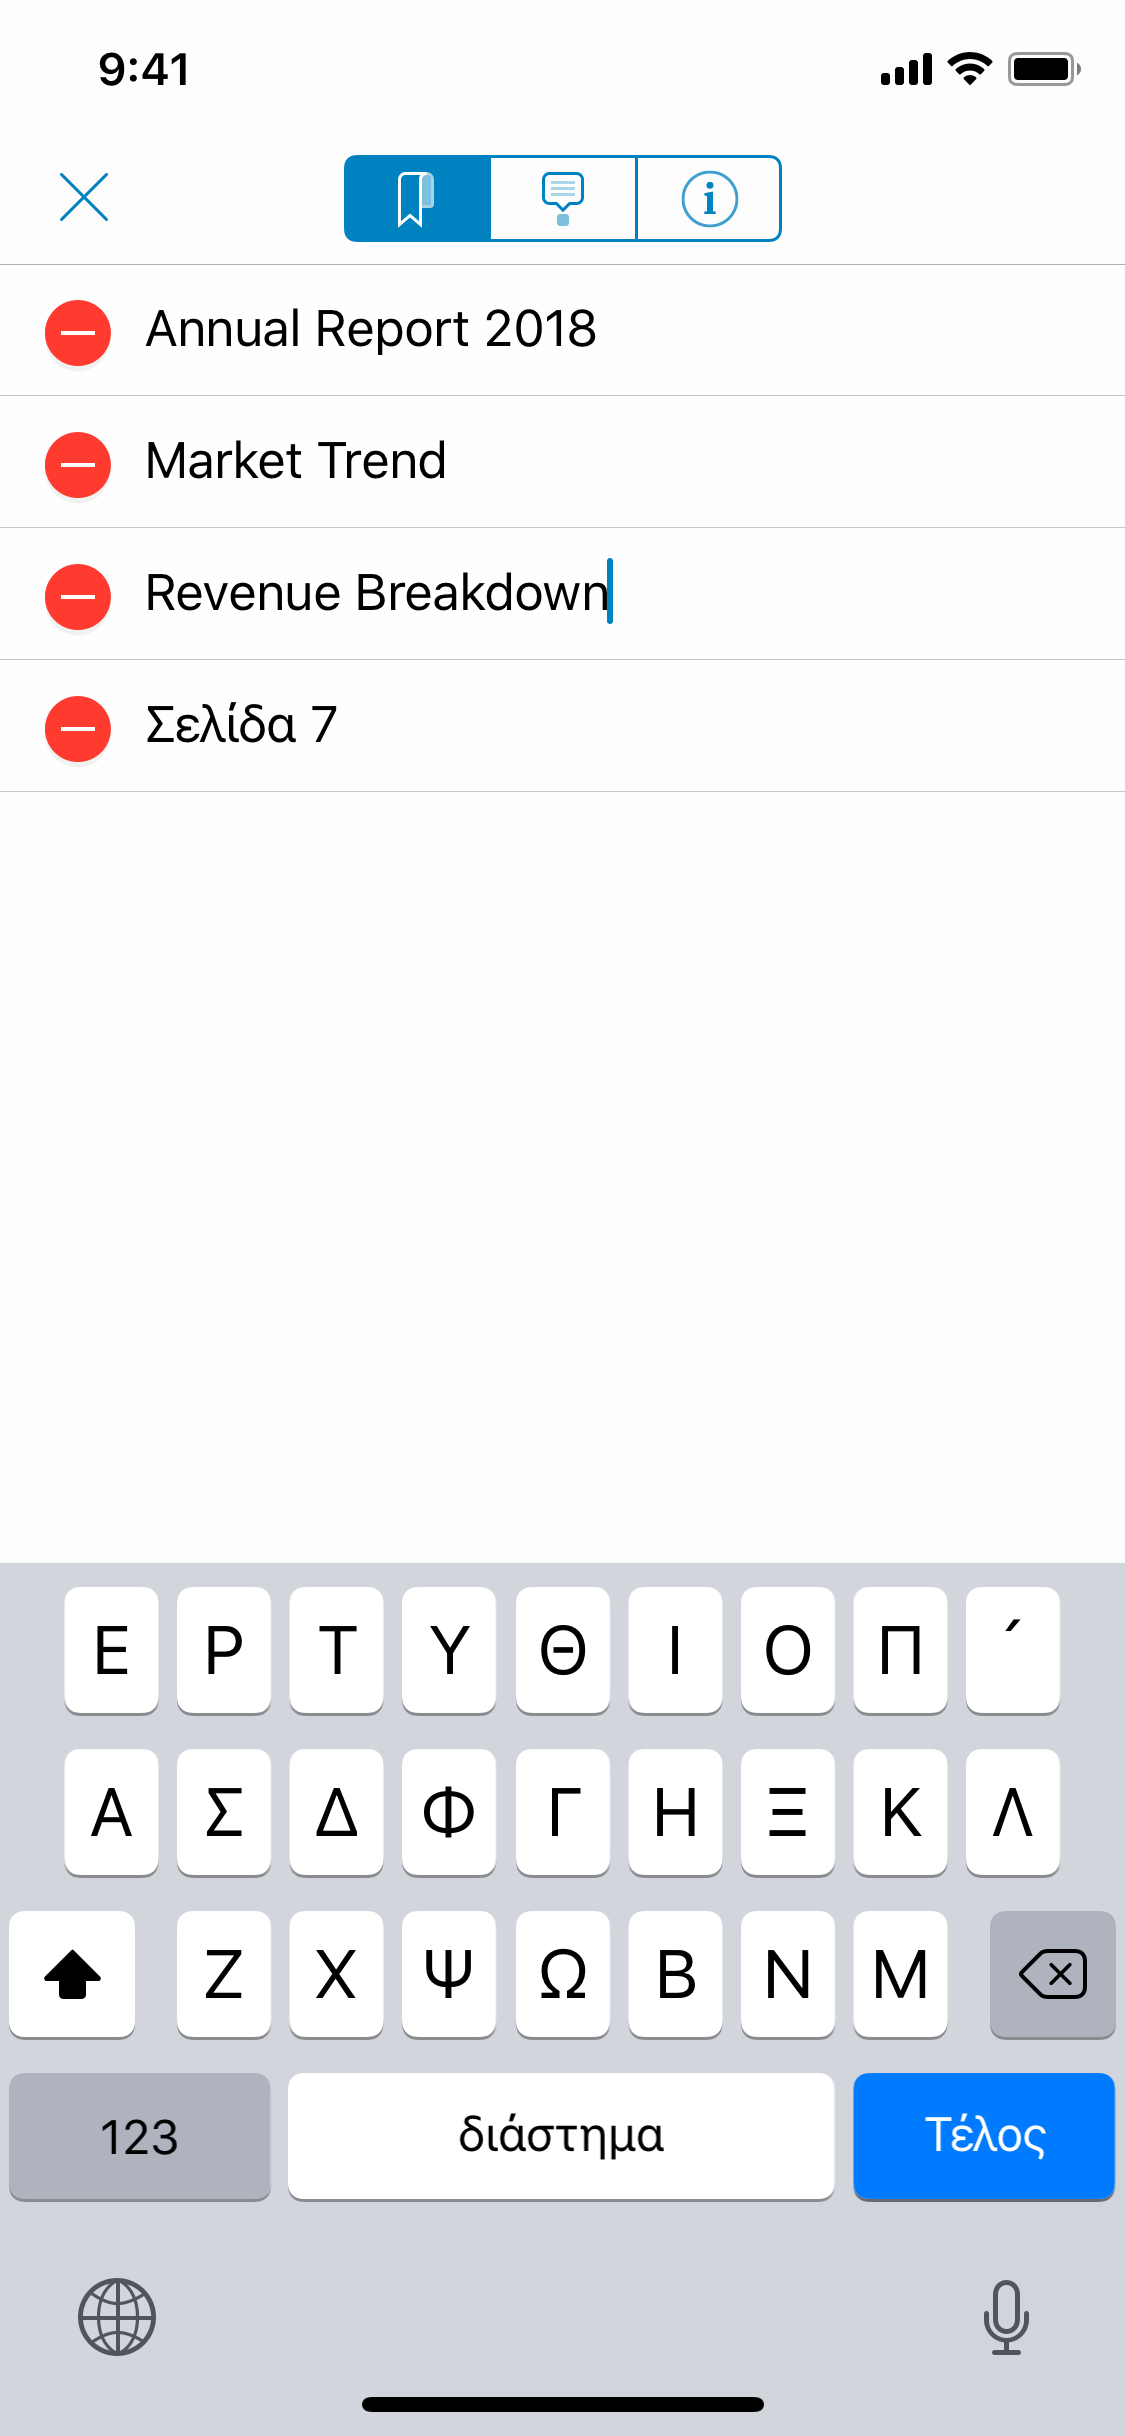 9:41
Annual Report 2018
Market Trend
Revenue Breakdown
Σελίδα 7
Ε Ρ Τ Υ Θ Ι Ο Π ´
Α Σ Δ Φ Γ Η Ξ Κ Λ
Ζ Χ Ψ Ω Β Ν Μ
123 διάστημα Τέλος